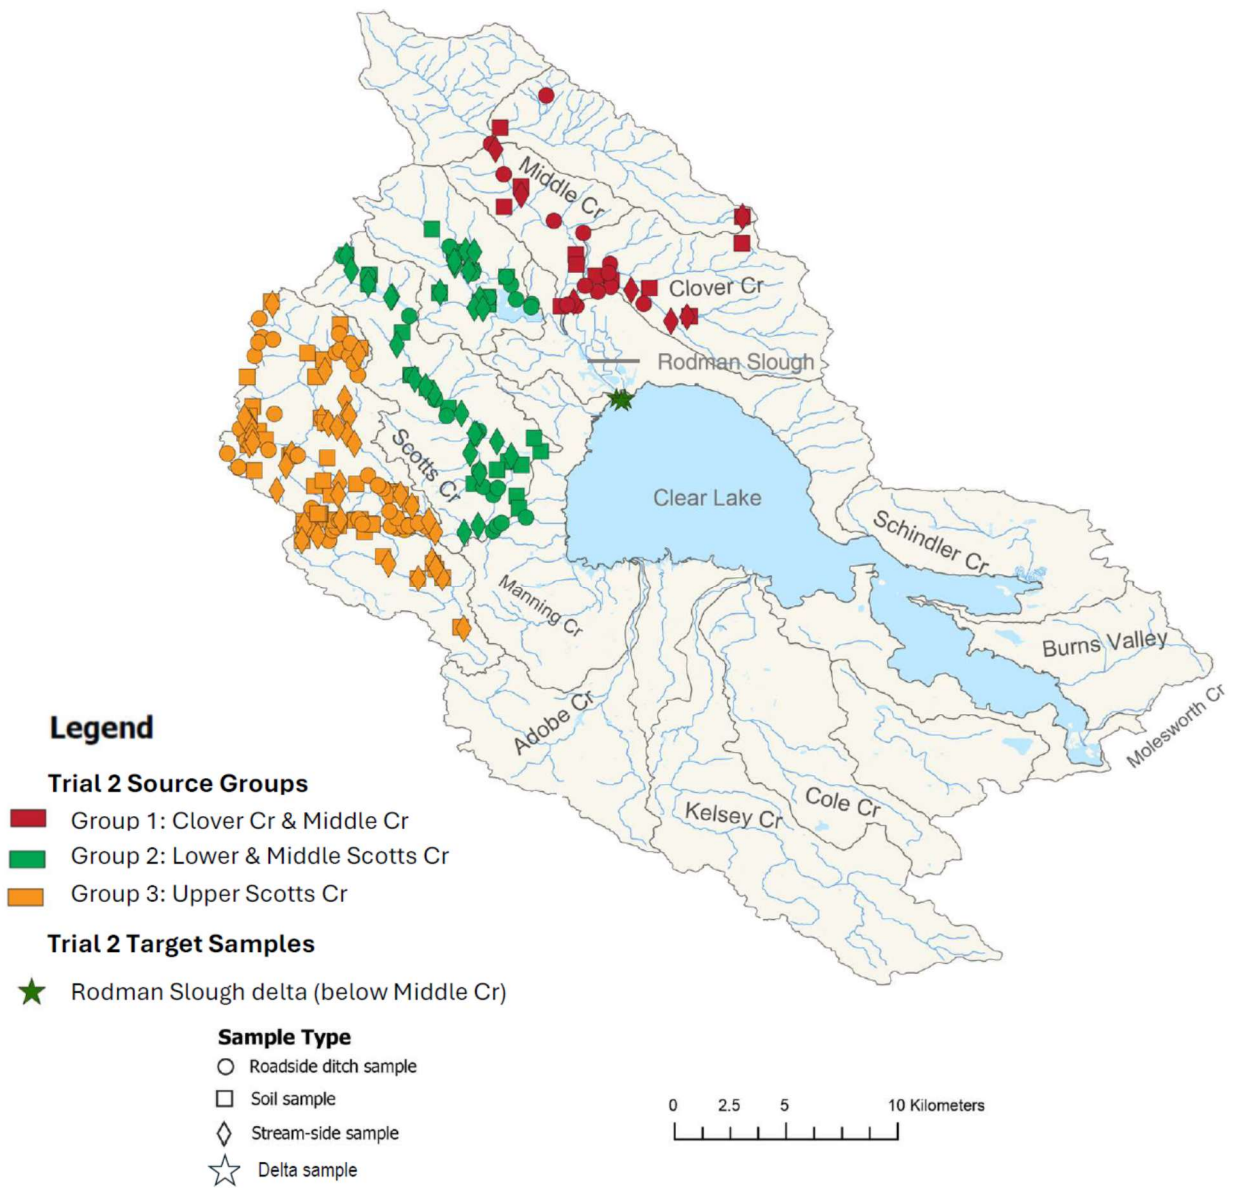 Middle Cr
Clover Cr
Rodman Slough
Scotts Cr
Clear Lake
Schindler Cr
Manning Cr
Burns Valley
Adobe Cr
Molesworth Cr
Kelsey Cr
Cole Cr
Legend
Trial 2 Source Groups
Group 1: Clover Cr & Middle Cr
Group 2: Lower & Middle Scotts Cr
Group 3: Upper Scotts Cr
Trial 2 Target Samples
Rodman Slough delta (below Middle Cr)
Sample Type
Roadside ditch sample
Soil sample
Stream-side sample
Delta sample
0 2.5 5 10 Kilometers